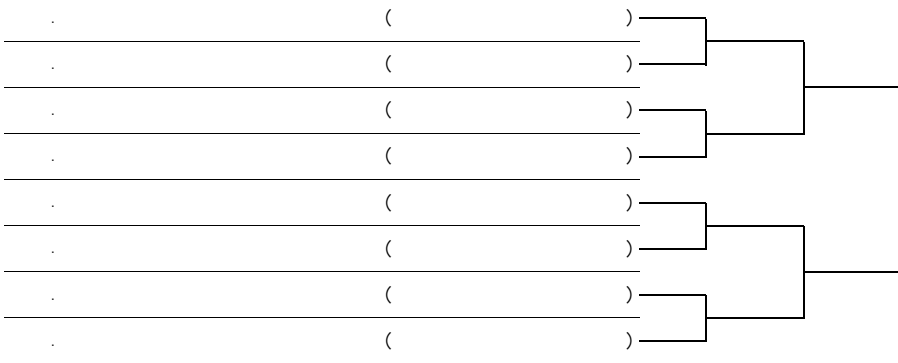 . ( )
. ( )
. ( )
. ( )
. ( )
. ( )
. ( )
. ( )